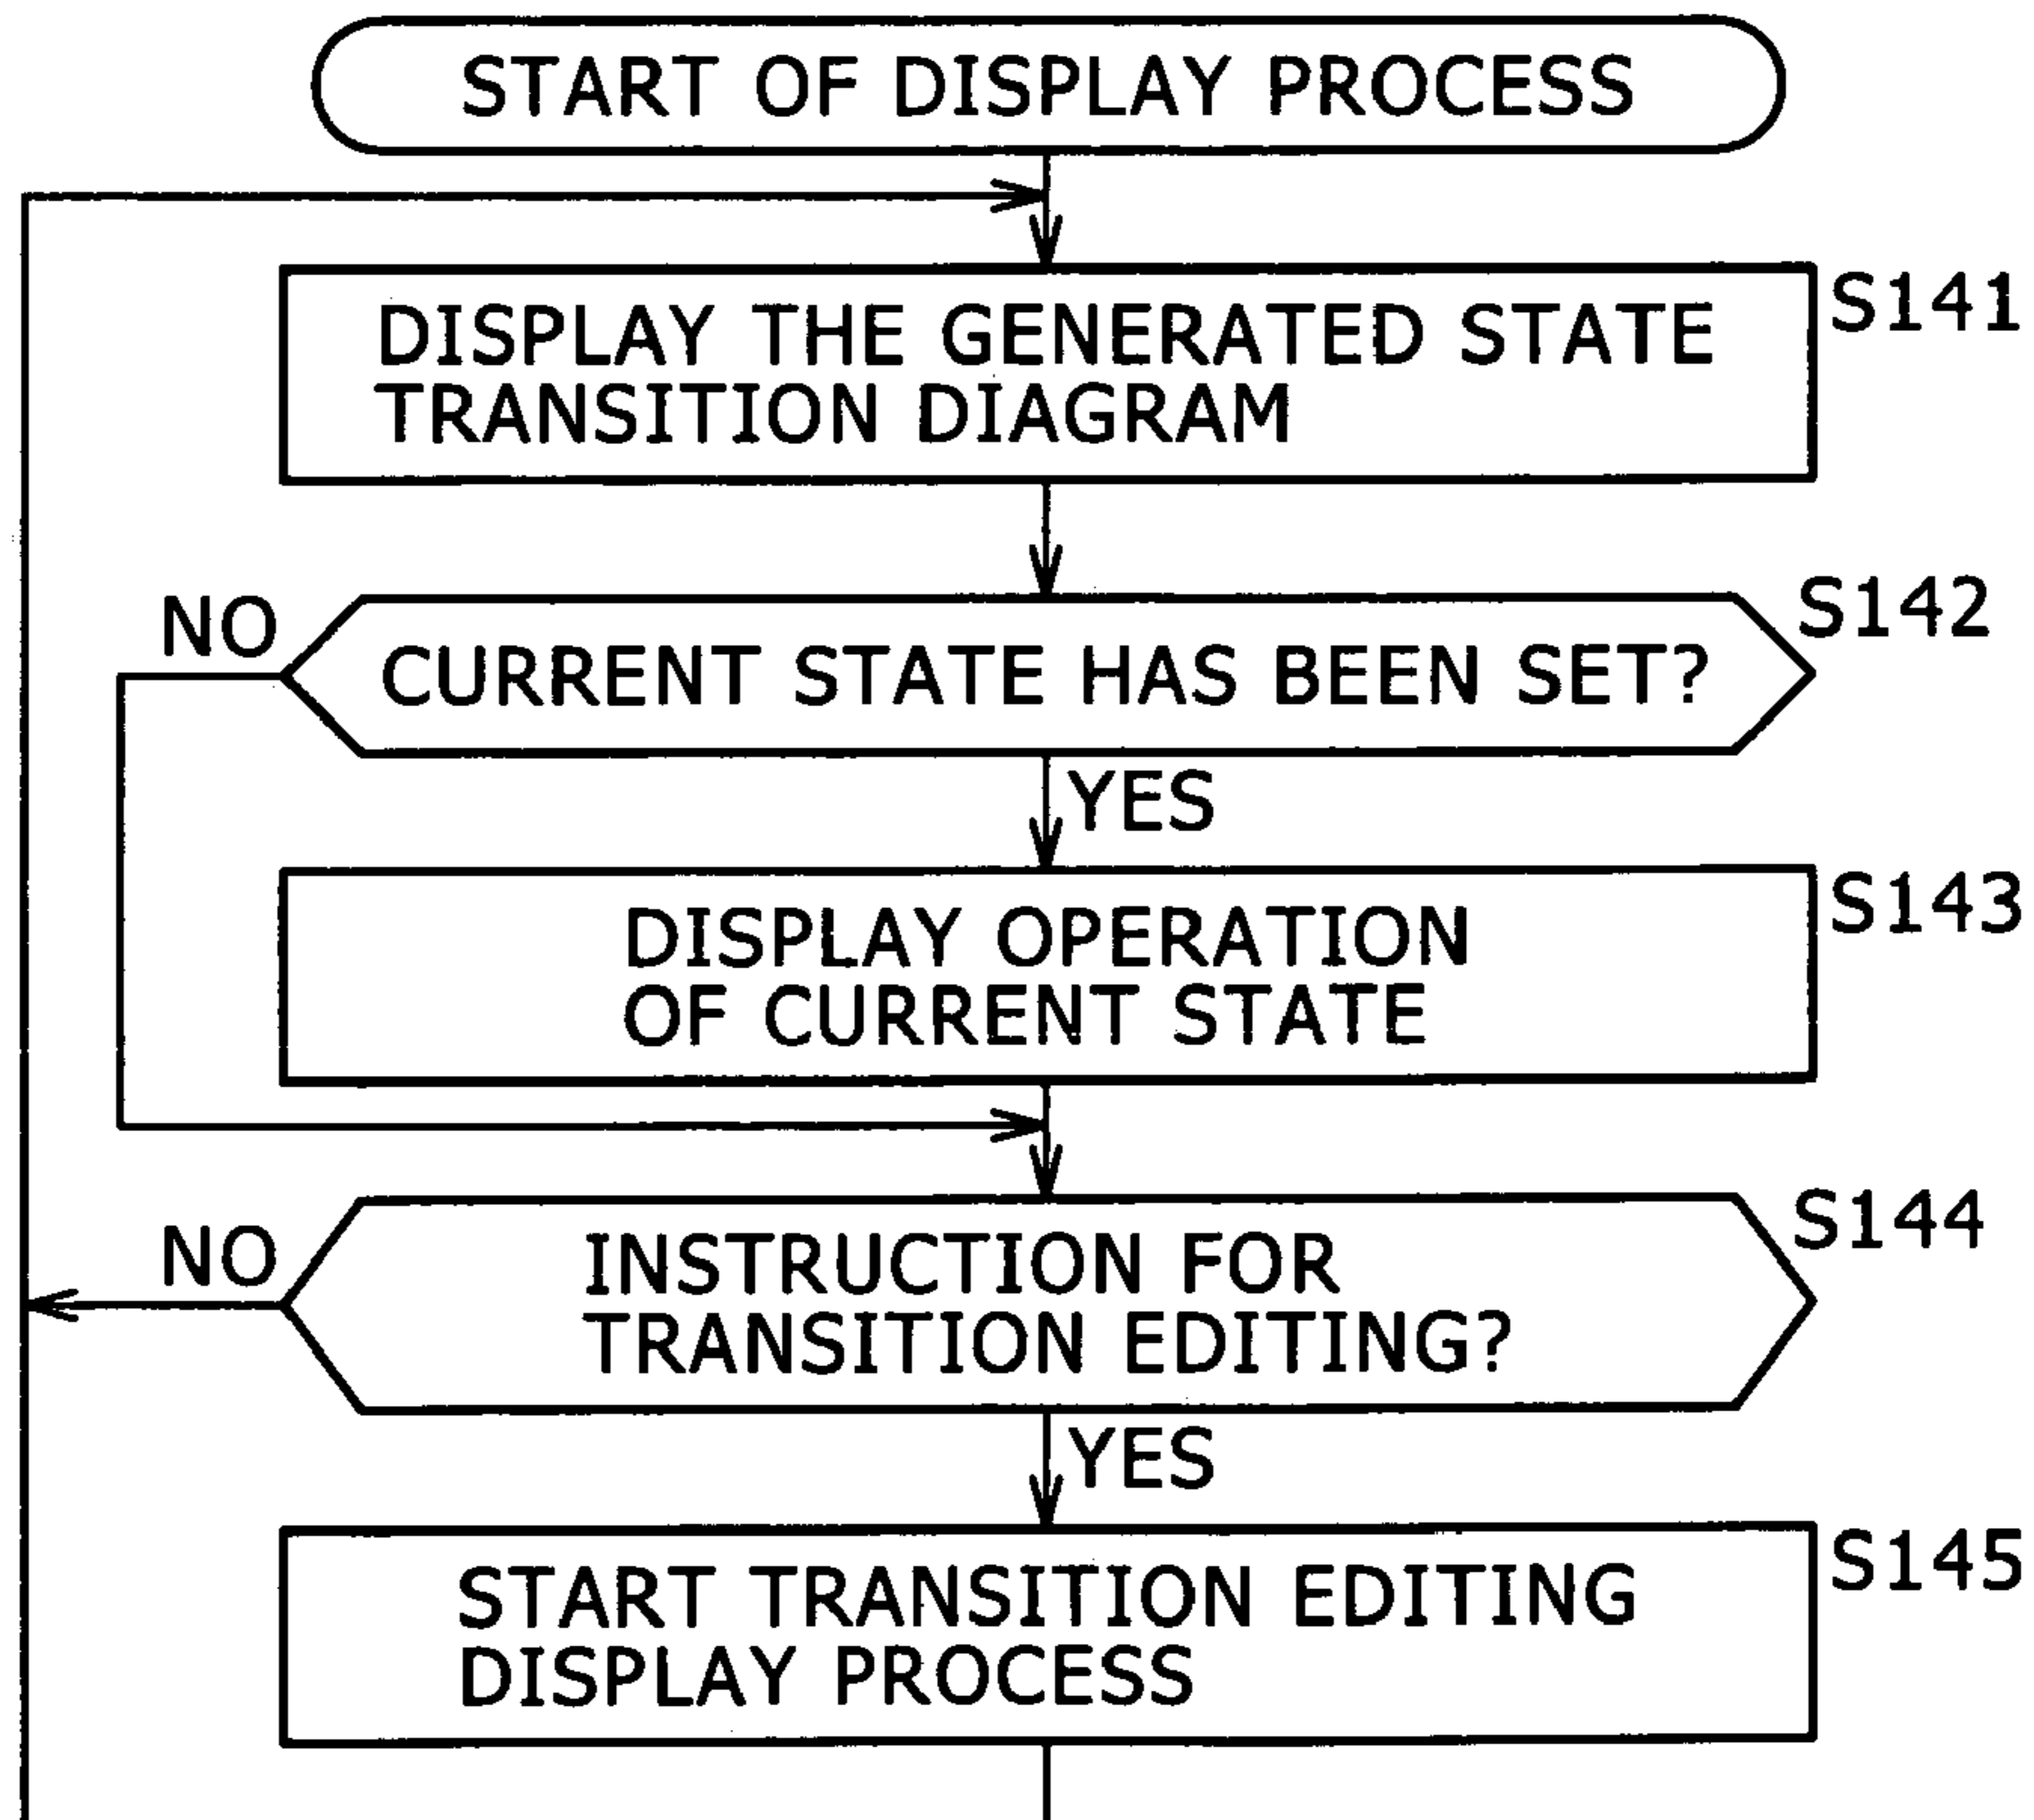 START OF DISPLAY PROCESS
DISPLAY THE GENERATED STATE
TRANSITION DIAGRAM
S141
NO
CURRENT STATE HAS BEEN SET?
S142
YES
DISPLAY OPERATION
OF CURRENT STATE
S143
NO
INSTRUCTION FOR
TRANSITION EDITING?
S144
YES
START TRANSITION EDITING
DISPLAY PROCESS
S145